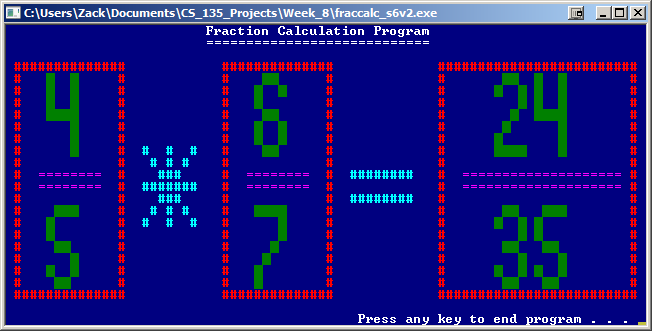 C:\Users\Zack\Documents\CS_135_Projects\Week_8\fraccalc_s6v2.exe
Fraction Calculation Program
============================
4 6 24
======== * ======== = ====================
5 7 35
Press any key to end program . . .